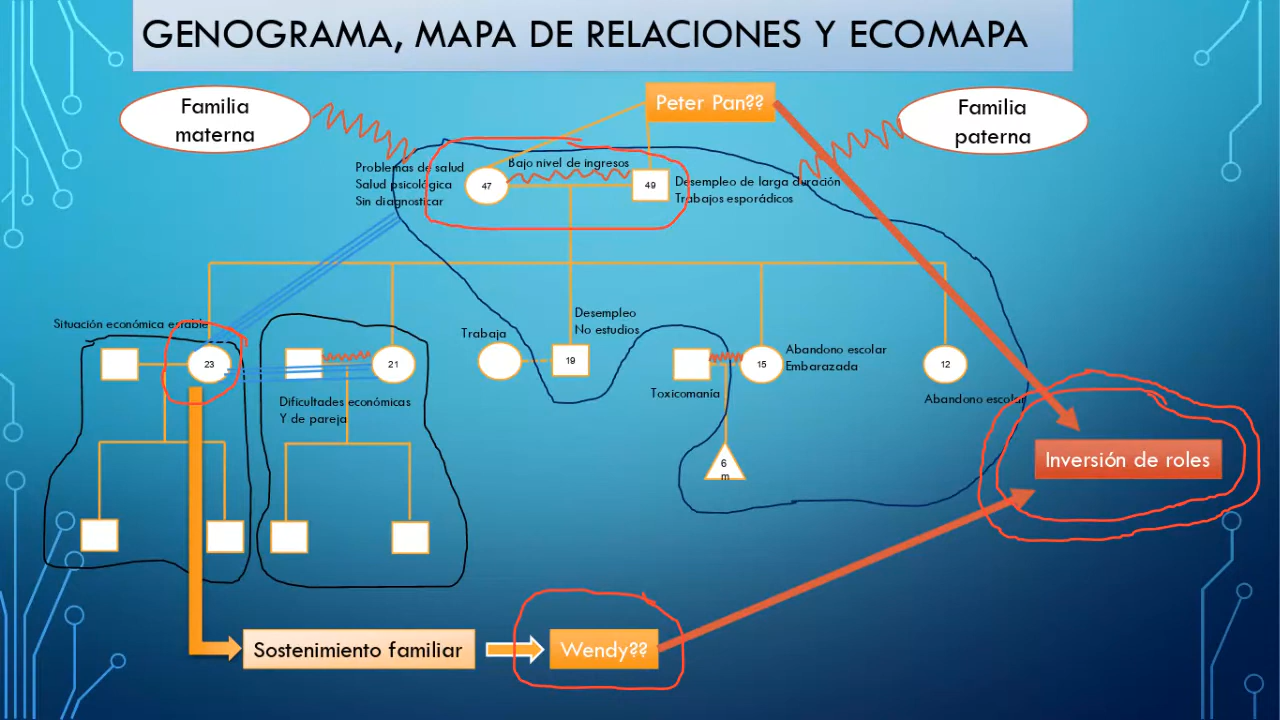 GENOGRAMA, MAPA DE RELACIONES Y ECOMAPA
Familia
materna
Peter Pan??
Familia
paterna
Problemas de salud
Salud psicológica
Sin diagnosticar
47
Bajo nivel de ingresos
49
Desempleo de larga duración
Trabajos esporádicos
Situación económica estable
23
21
Dificultades económicas
Y de pareja
Trabaja
Desempleo
No estudios
19
Toxicomanía
15
Abandono escolar
Embarazada
12
Abandono escolar
6
m
Inversión de roles
Sostenimiento familiar
Wendy??